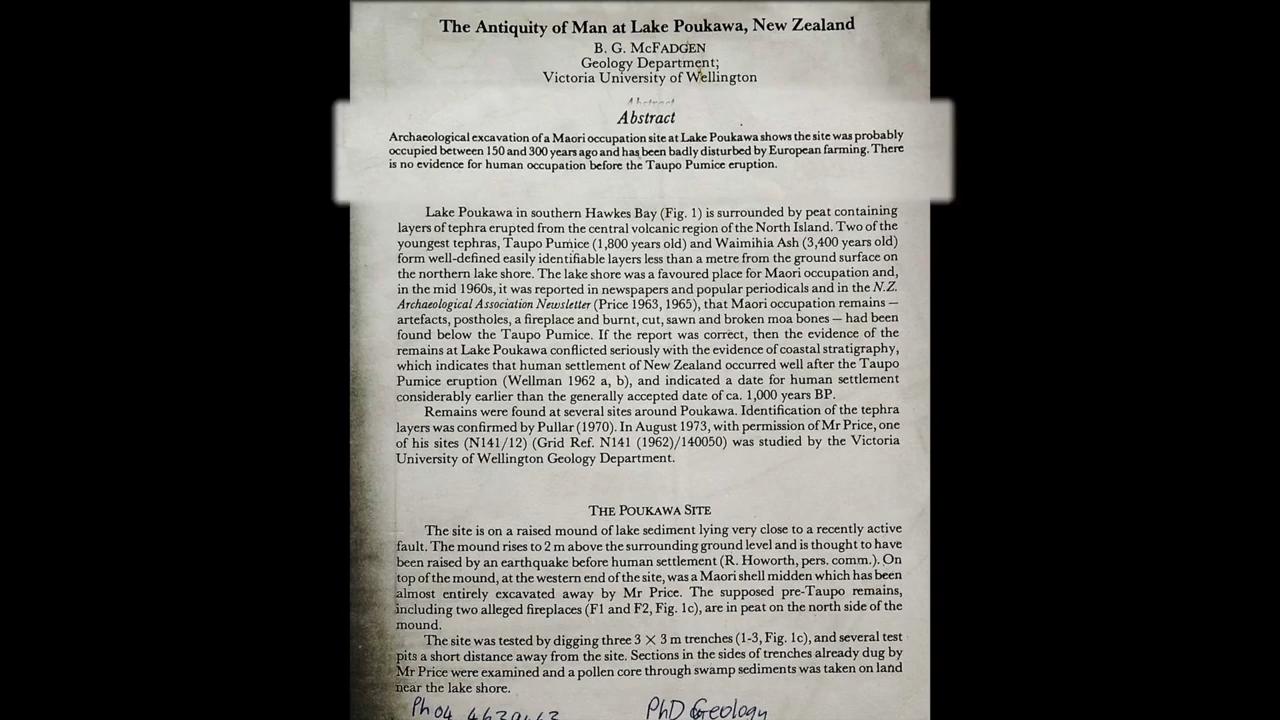 The Antiquity of Man at Lake Poukawa, New Zealand
B. G. McFADGEN
Geology Department;
Victoria University of Wellington
Abstract
Archaeological excavation of a Maori occupation site at Lake Poukawa shows the site was probably
occupied between 150 and 300 years ago and has been badly disturbed by European farming. There
is no evidence for human occupation before the Taupo Pumice eruption.
Lake Poukawa in southern Hawkes Bay (Fig. 1) is surrounded by peat containing
layers of tephra erupted from the central volcanic region of the North Island. Two of the
youngest tephras, Taupo Pumice (1,800 years old) and Waimihia Ash (3,400 years old)
form well-defined easily identifiable layers less than a metre from the ground surface on
the northern lake shore. The lake shore was a favoured place for Maori occupation and,
in the mid 1960s, it was reported in newspapers and popular periodicals and in the N.Z.
Archaeological Association Newsletter (Price 1963, 1965), that Maori occupation remains —
artefacts, postholes, a fireplace and burnt, cut, sawn and broken moa bones — had been
found below the Taupo Pumice. If the report was correct, then the evidence of the
remains at Lake Poukawa conflicted seriously with the evidence of coastal stratigraphy,
which indicates that human settlement of New Zealand occurred well after the Taupo
Pumice eruption (Wellman 1962 a, b), and indicated a date for human settlement
considerably earlier than the generally accepted date of ca. 1,000 years BP.
Remains were found at several sites around Poukawa. Identification of the tephra
layers was confirmed by Pullar (1970). In August 1973, with permission of Mr Price, one
of his sites (N141/12) (Grid Ref. N141 (1962)/140050) was studied by the Victoria
University of Wellington Geology Department.
THE POUKAWA SITE
The site is on a raised mound of lake sediment lying very close to a recently active
fault. The mound rises to 2 m above the surrounding ground level and is thought to have
been raised by an earthquake before human settlement (R. Howorth, pers. comm.). On
top of the mound, at the western end of the site, was a Maori shell midden which has been
almost entirely excavated away by Mr Price. The supposed pre-Taupo remains,
including two alleged fireplaces (F1 and F2, Fig. 1c), are in peat on the north side of the
mound.
The site was tested by digging three 3 × 3 m trenches (1-3, Fig. 1c), and several test
pits a short distance away from the site. Sections in the sides of trenches already dug by
Mr Price were examined and a pollen core through swamp sediments was taken on land
near the lake shore.
Ph 04 PhD Geology